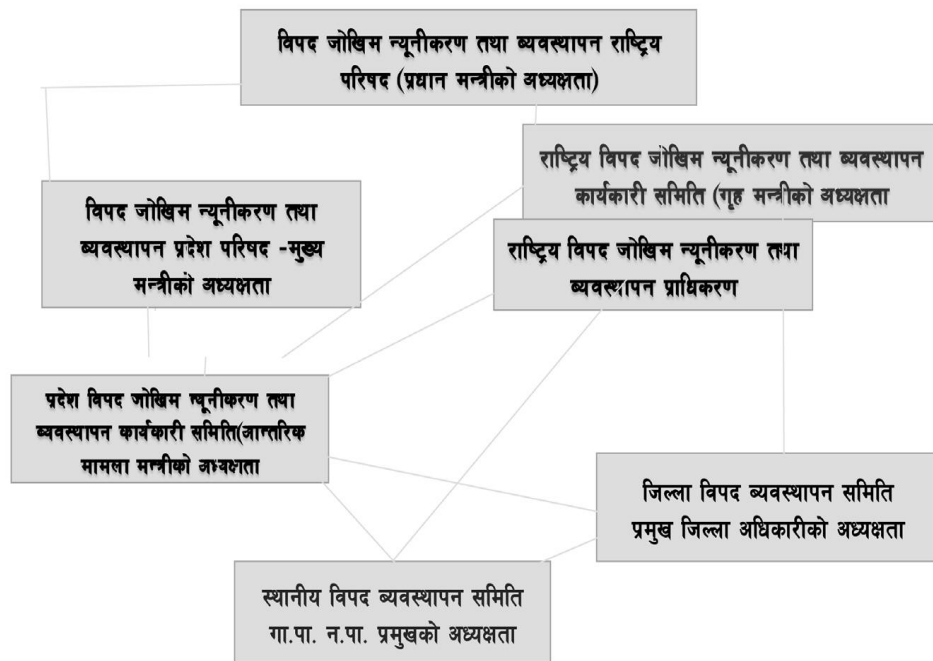 विपद जोखिम न्यूनीकरण तथा ब्यवस्थापन राष्ट्रिय
परिषद (प्रधान मन्त्रीको अध्यक्षता)
राष्ट्रिय विपद जोखिम न्यूनीकरण तथा ब्यवस्थापन
कार्यकारी समिति (गृह मन्त्रीको अध्यक्षता
विपद जोखिम न्यूनीकरण तथा
ब्यवस्थापन प्रदेश परिषद -मुख्य
मन्त्रीको अध्यक्षता
राष्ट्रिय विपद जोखिम न्यूनीकरण तथा
ब्यवस्थापन प्राधिकरण
प्रदेश विपद जोखिम न्यूनीकरण तथा
ब्यवस्थापन कार्यकारी समिति(आन्तरिक
मामला मन्त्रीको अध्यक्षता
जिल्ला विपद ब्यवस्थापन समिति
प्रमुख जिल्ला अधिकारीको अध्यक्षता
स्थानीय विपद ब्यवस्थापन समिति
गा.पा. न.पा. प्रमुखको अध्यक्षता